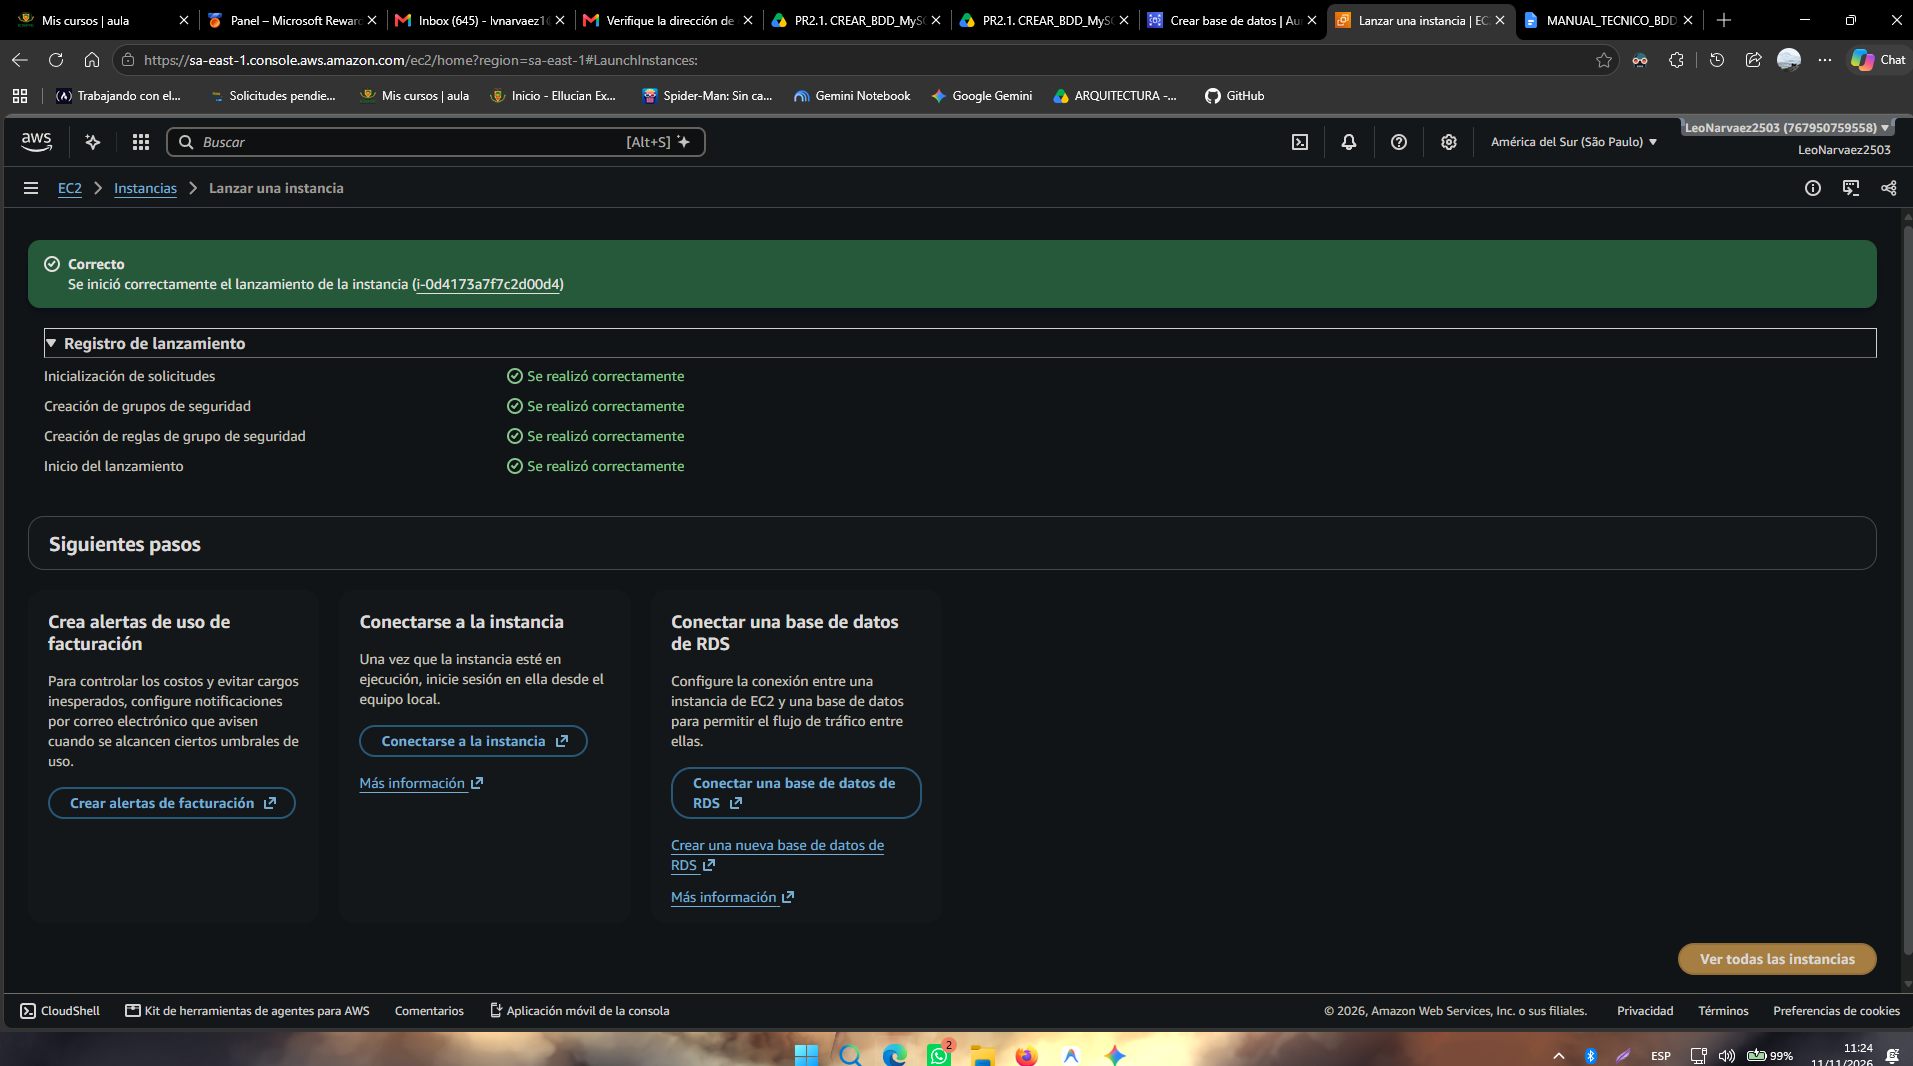 Mis cursos | aula
Panel – Microsoft Rewar
Inbox (645) - lvnarvaez1
Verifique la dirección de
PR2.1. CREAR_BDD_MyS
PR2.1. CREAR_BDD_MyS
Crear base de datos | Au
Lanzar una instancia | EC
MANUAL_TECNICO_BDD
https://sa-east-1.console.aws.amazon.com/ec2/home?region=sa-east-1#LaunchInstances:
Chat
Trabajando con el...
Solicitudes pendie...
Mis cursos | aula
Inicio - Ellucian Ex...
Spider-Man: Sin ca...
Gemini Notebook
Google Gemini
ARQUITECTURA -...
GitHub
aws
Buscar
[Alt+S]
América del Sur (São Paulo)
LeoNarvaez2503 (767950759558)
LeoNarvaez2503
EC2
Instancias
Lanzar una instancia
Correcto
Se inició correctamente el lanzamiento de la instancia (i-0d4173a7f7c2d00d4)
Registro de lanzamiento
Inicialización de solicitudes
Se realizó correctamente
Creación de grupos de seguridad
Se realizó correctamente
Creación de reglas de grupo de seguridad
Se realizó correctamente
Inicio del lanzamiento
Se realizó correctamente
Siguientes pasos
Crea alertas de uso de
facturación
Para controlar los costos y evitar cargos
inesperados, configure notificaciones
por correo electrónico que avisen
cuando se alcancen ciertos umbrales de
uso.
Crear alertas de facturación
Conectarse a la instancia
Una vez que la instancia esté en
ejecución, inicie sesión en ella desde el
equipo local.
Conectarse a la instancia
Más información
Conectar una base de datos
de RDS
Configure la conexión entre una
instancia de EC2 y una base de datos
para permitir el flujo de tráfico entre
ellas.
Conectar una base de datos de
RDS
Crear una nueva base de datos de
RDS
Más información
Ver todas las instancias
CloudShell
Kit de herramientas de agentes para AWS
Comentarios
Aplicación móvil de la consola
© 2026, Amazon Web Services, Inc. o sus filiales.
Privacidad
Términos
Preferencias de cookies
2
ESP
99%
11:24
11/11/2026